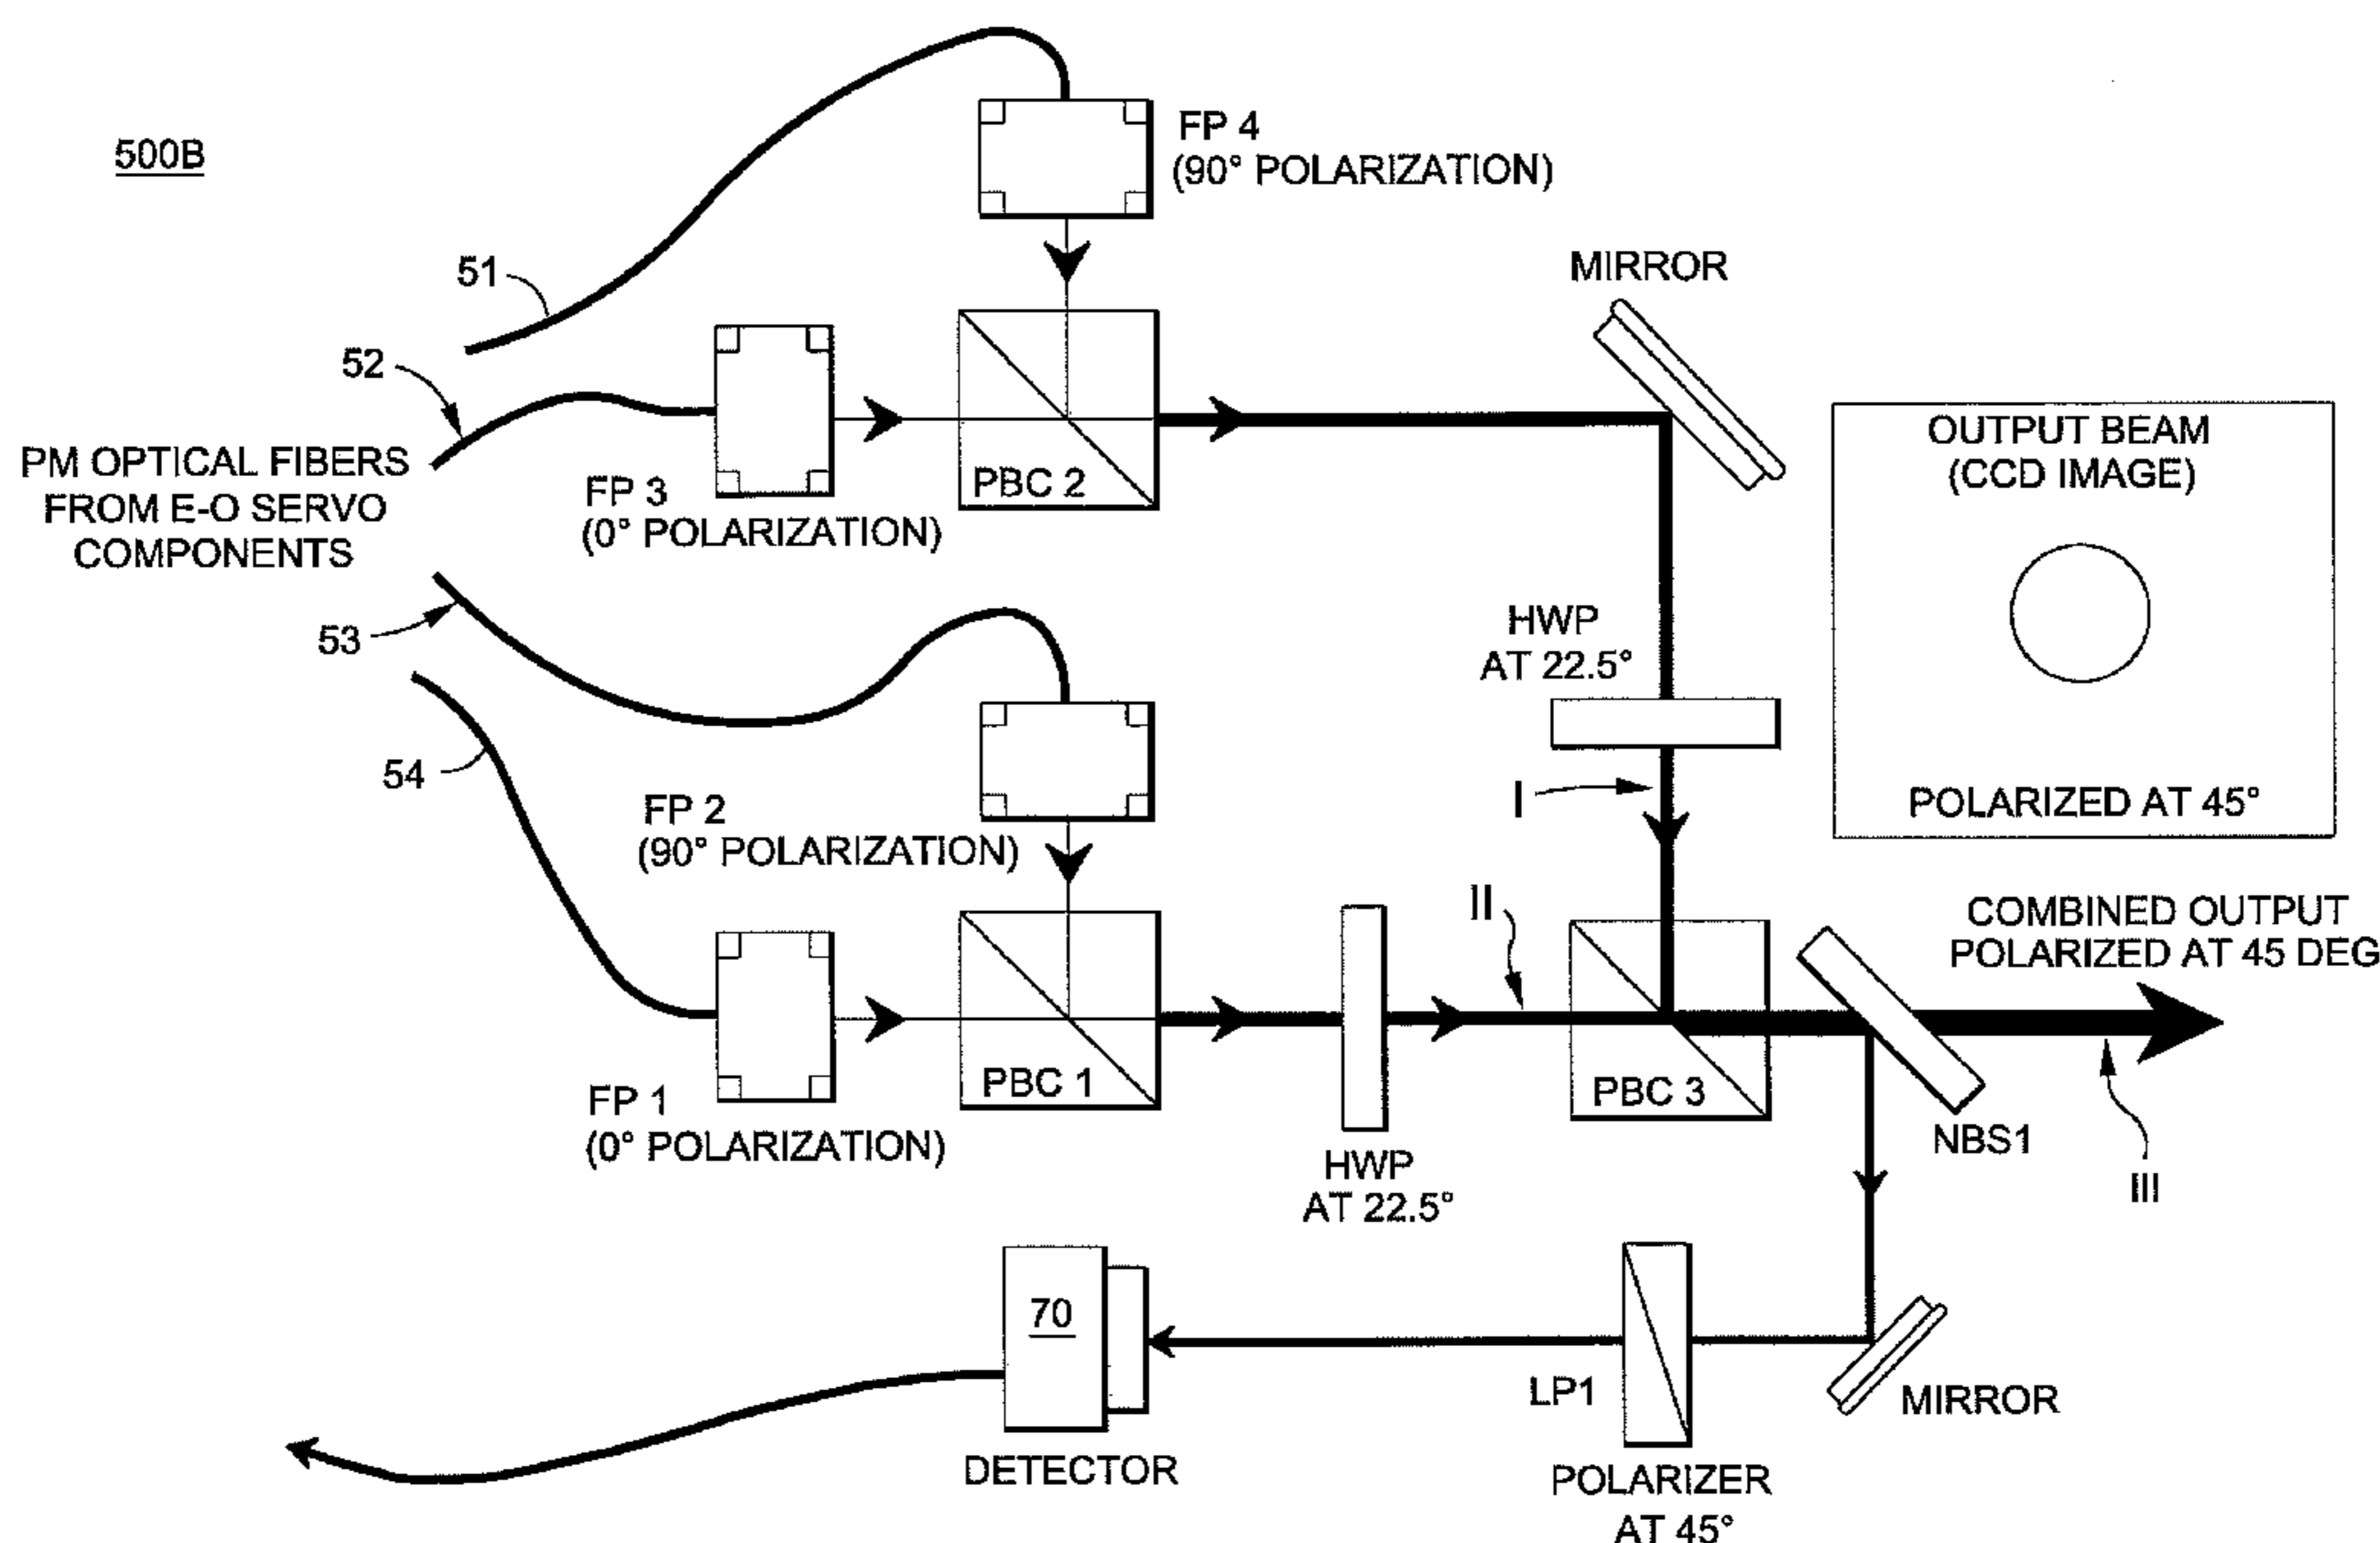 500B
FP 4
(90° POLARIZATION)
51
MIRROR
52
PM OPTICAL FIBERS
FROM E-O SERVO
COMPONENTS
FP 3
(0° POLARIZATION)
PBC 2
OUTPUT BEAM
(CCD IMAGE)
POLARIZED AT 45°
53
HWP
AT 22.5°
54
I
FP 2
(90° POLARIZATION)
II
COMBINED OUTPUT
POLARIZED AT 45 DEG
FP 1
(0° POLARIZATION)
PBC 1
PBC 3
NBS1
HWP
AT 22.5°
III
70
DETECTOR
LP1
POLARIZER
AT 45°
MIRROR